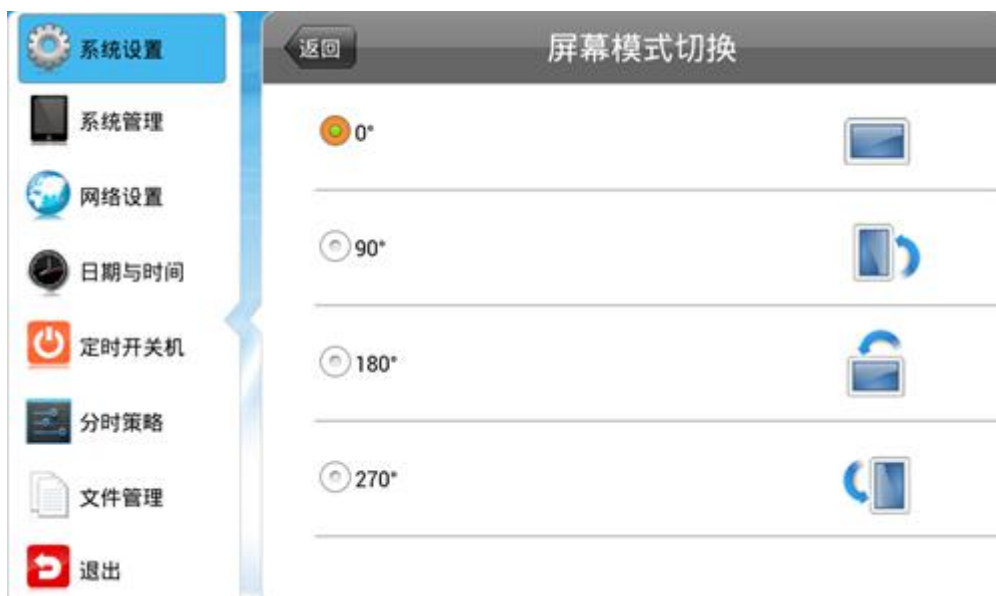 系统设置
系统管理
网络设置
日期与时间
定时开关机
分时策略
文件管理
退出
返回
屏幕模式切换
0°
90°
180°
270°